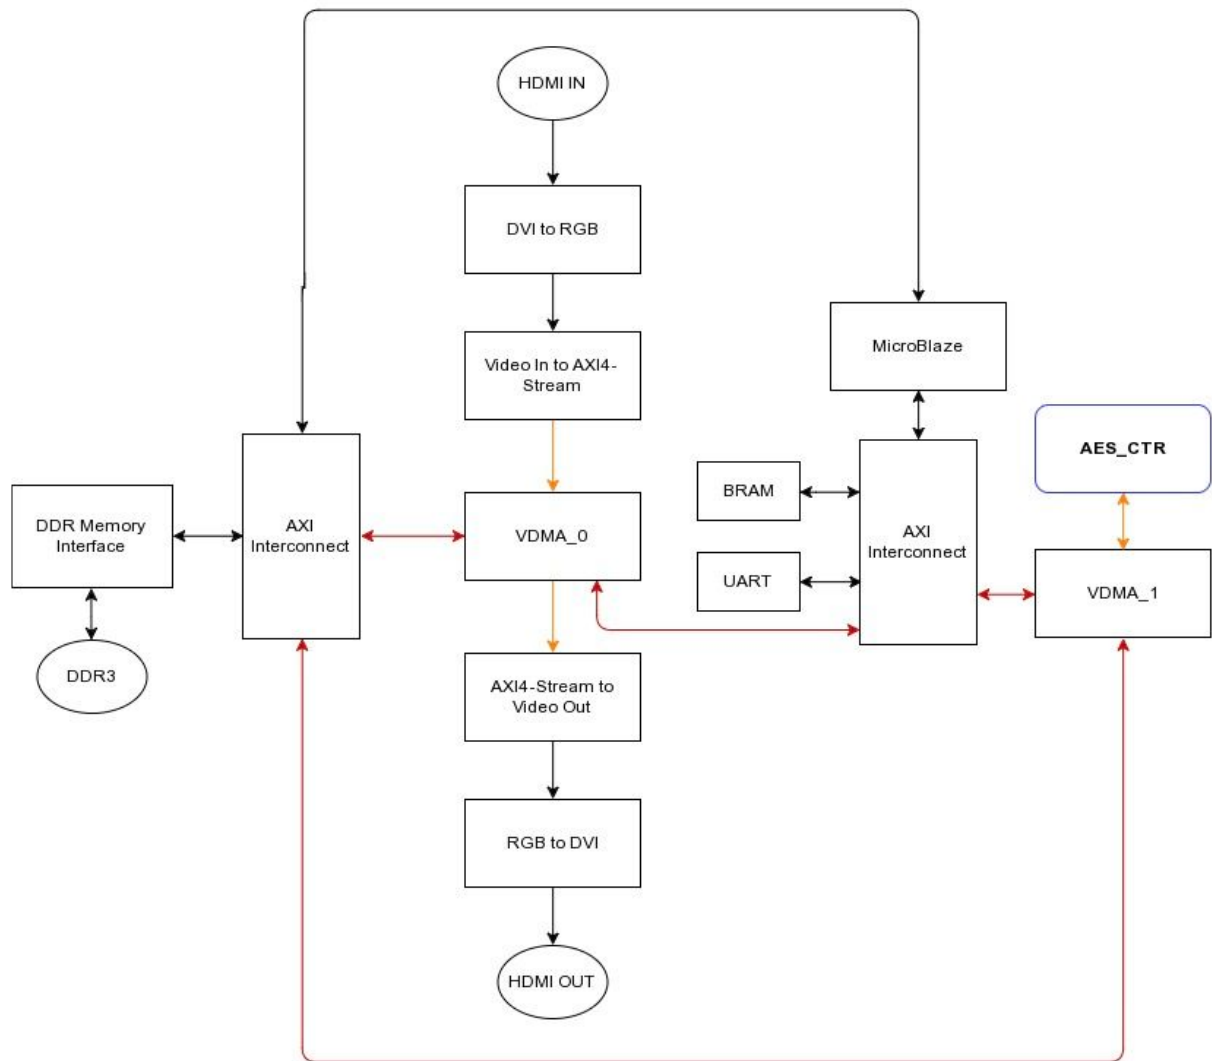 HDMI IN
DVI to RGB
Video In to AXI4-
Stream
MicroBlaze
AES_CTR
BRAM
DDR Memory
Interface
AXI
Interconnect
VDMA_0
AXI
Interconnect
UART
VDMA_1
DDR3
AXI4-Stream to
Video Out
RGB to DVI
HDMI OUT